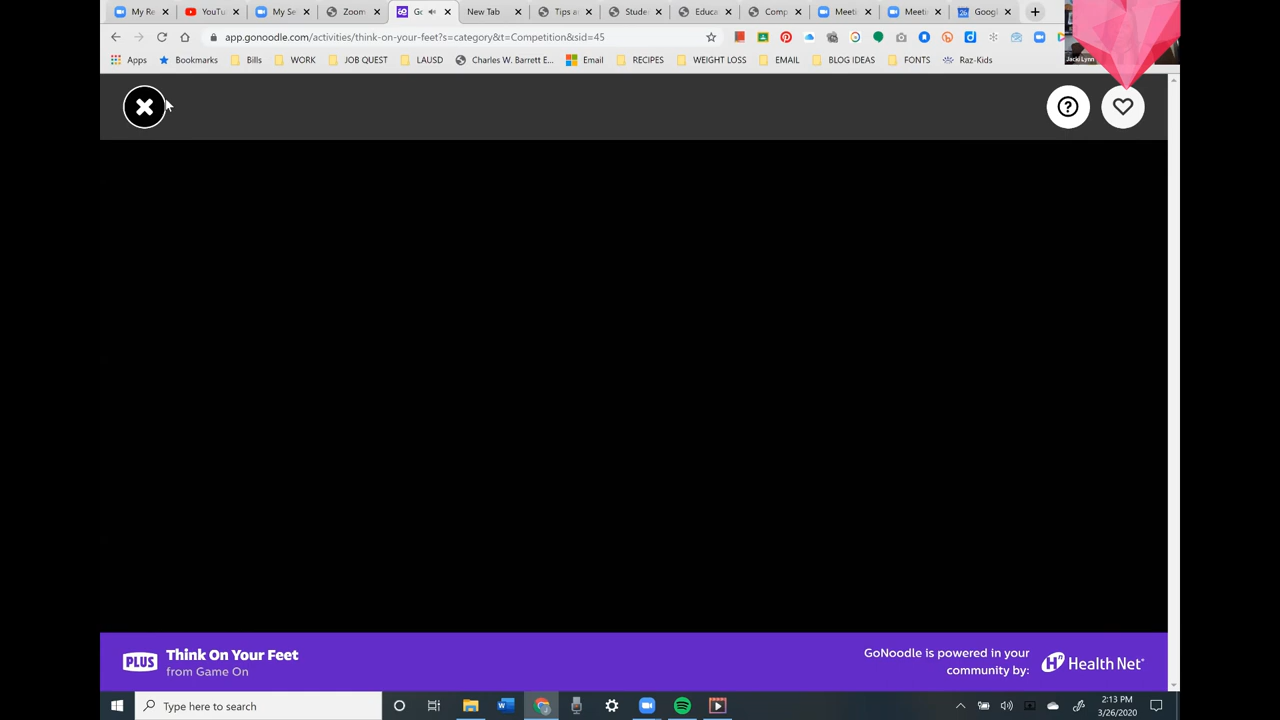 My Re YouTu My Se Zoom Go New Tab Tips a Stude Educa Comp Meeti Meeti 26 Googl
app.gonoodle.com/activities/think-on-your-feet?s=category&t=Competition&sid=45
Jacki Lynn
Apps Bookmarks Bills WORK JOB QUEST LAUSD Charles W. Barrett E... Email RECIPES WEIGHT LOSS EMAIL BLOG IDEAS FONTS Raz-Kids
PLUS
Think On Your Feet
from Game On
GoNoodle is powered in your
community by:
Health Net
Type here to search
2:13 PM
3/26/2020